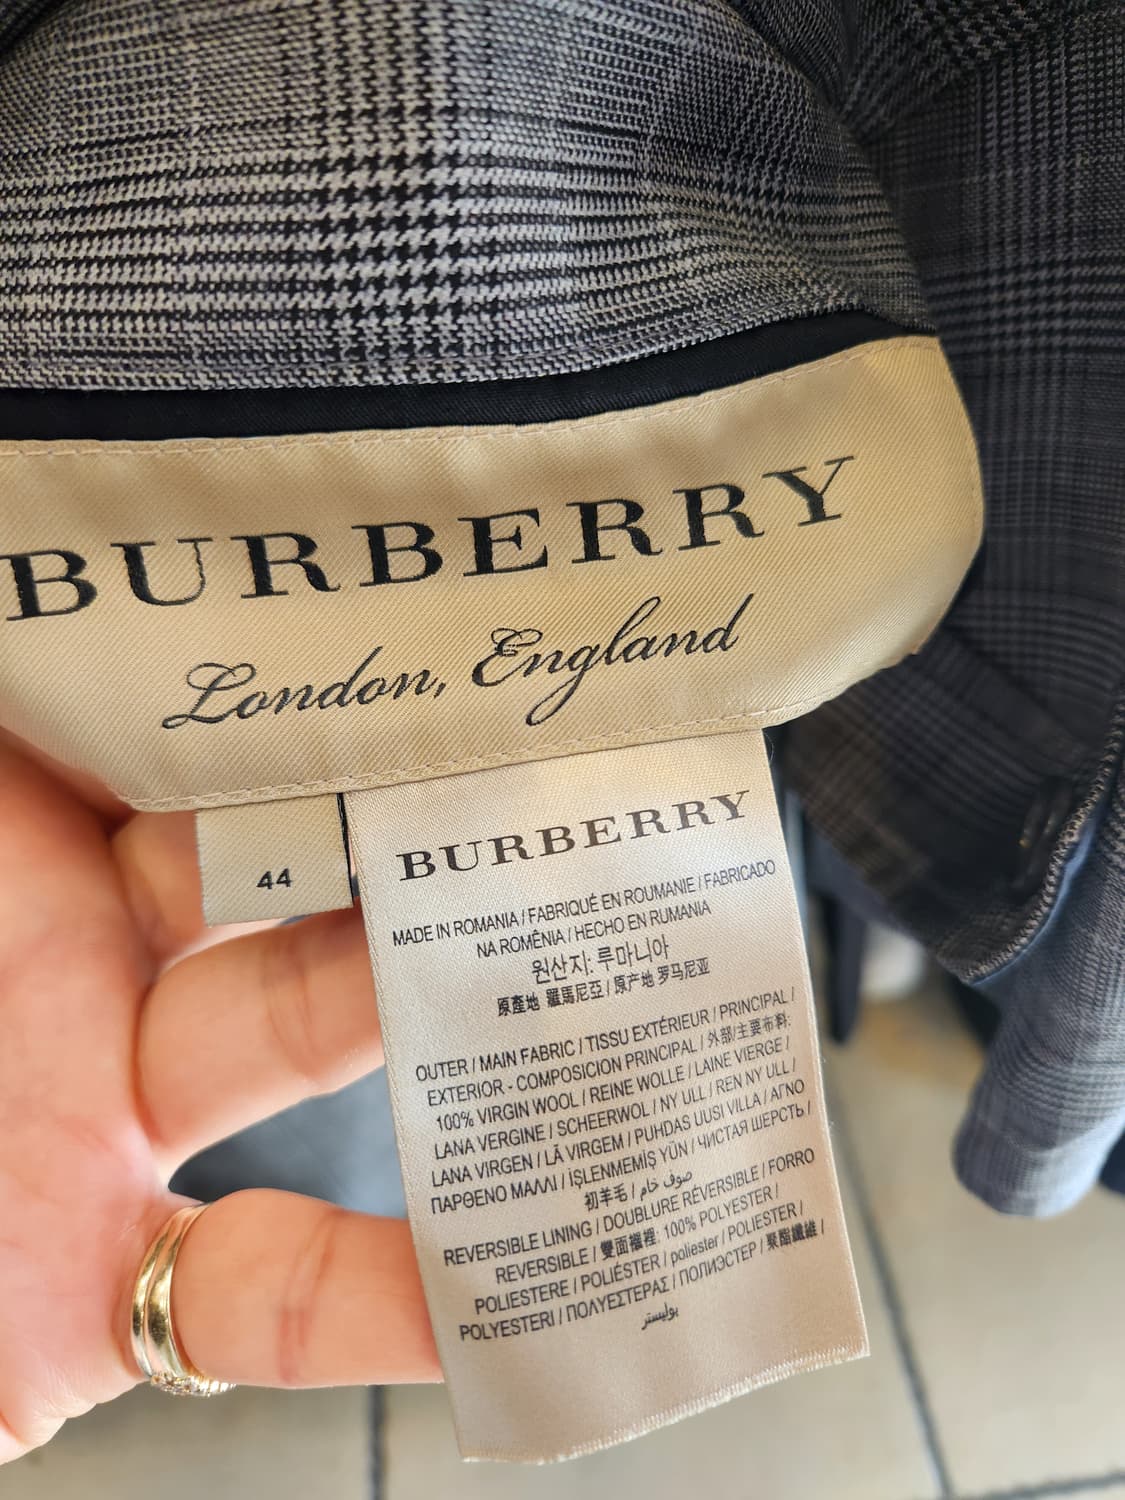 BURBERRY
London, England
44
BURBERRY
MADE IN ROMANIA / FABRIQUÉ EN ROUMANIE / FABRICADO
NA ROMÊNIA / HECHO EN RUMANIA
원산지: 루마니아
原產地 羅馬尼亞 / 原产地 罗马尼亚
OUTER / MAIN FABRIC / TISSU EXTÉRIEUR / PRINCIPAL /
EXTERIOR - COMPOSICION PRINCIPAL / 外部/主要布料:
100% VIRGIN WOOL / REINE WOLLE / LAINE VIERGE /
LANA VERGINE / SCHEERWOL / NY ULL / REN NY ULL /
LANA VIRGEN / LÃ VIRGEM / PUHDAS UUSI VILLA / ΑΓΝΟ
ΠΑΡΘΕΝΟ ΜΑΛΛΙ / İŞLENMEMİŞ YÜN / ЧИСТАЯ ШЕРСТЬ /
初羊毛 / صوف خام /
REVERSIBLE LINING / DOUBLURE RÉVERSIBLE / FORRO
REVERSIBLE / 雙面襯裡: 100% POLYESTER /
POLIESTERE / POLIÉSTER / poliester / POLIESTER /
POLYESTERI / ΠΟΛΥΕΣΤΕΡΑΣ / ПОЛИЭСТЕР / 聚酯纖維 /
بوليستر